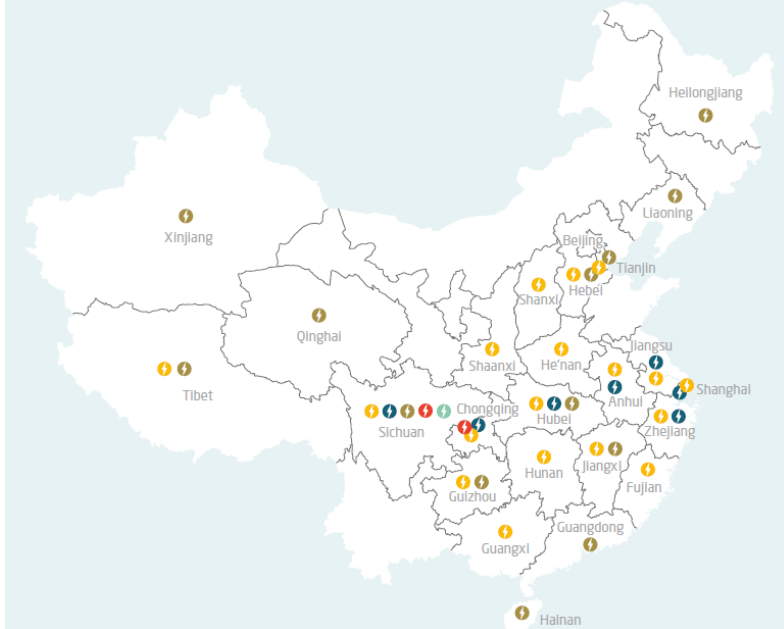 Heilongjiang
Liaoning
Xinjiang
Beijing
Tianjin
Hebei
Shanxi
Qinghai
Jiangsu
Shaanxi
He'nan
Tibet
Shanghai
Anhui
Chongqing
Hubei
Sichuan
Zhejiang
Jiangxi
Hunan
Fujian
Guizhou
Guangdong
Guangxi
Hainan